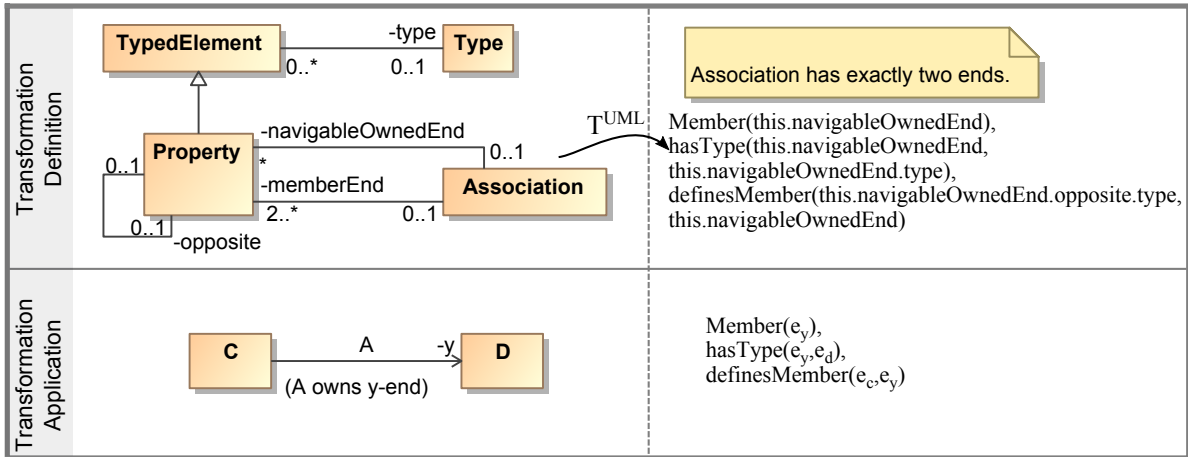 Transformation
Definition
TypedElement
-type
Type
0..*
0..1
Association has exactly two ends.
-navigableOwnedEnd
T^UML
Member(this.navigableOwnedEnd),
hasType(this.navigableOwnedEnd,
this.navigableOwnedEnd.type),
definesMember(this.navigableOwnedEnd.opposite.type,
this.navigableOwnedEnd)
0..1
Property
*
0..1
-memberEnd
Association
2..*
0..1
0..1
-opposite
Transformation
Application
C
A
-y
D
(A owns y-end)
Member(e_y),
hasType(e_y,e_d),
definesMember(e_c,e_y)